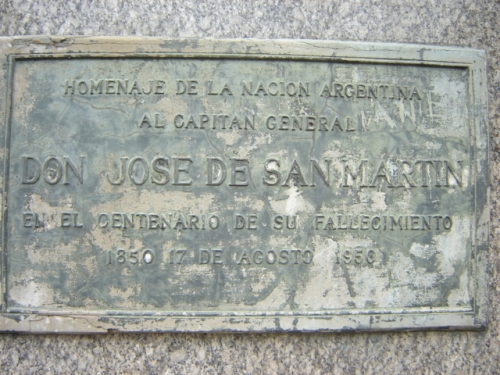 HOMENAJE DE LA NACION ARGENTINA
AL CAPITAN GENERAL
DON JOSE DE SAN MARTIN
EN EL CENTENARIO DE SU FALLECIMIENTO
1850 17 DE AGOSTO 1950